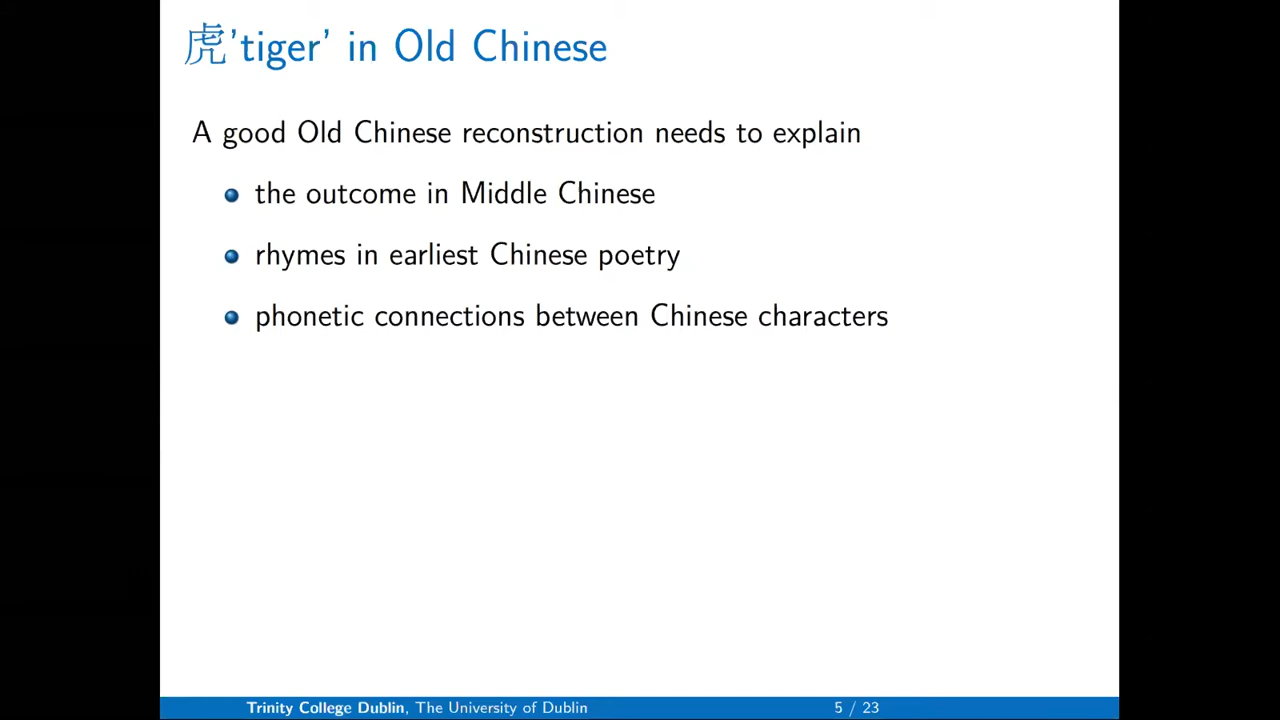 虎’tiger’ in Old Chinese
A good Old Chinese reconstruction needs to explain
the outcome in Middle Chinese
rhymes in earliest Chinese poetry
phonetic connections between Chinese characters
Trinity College Dublin, The University of Dublin 5 / 23